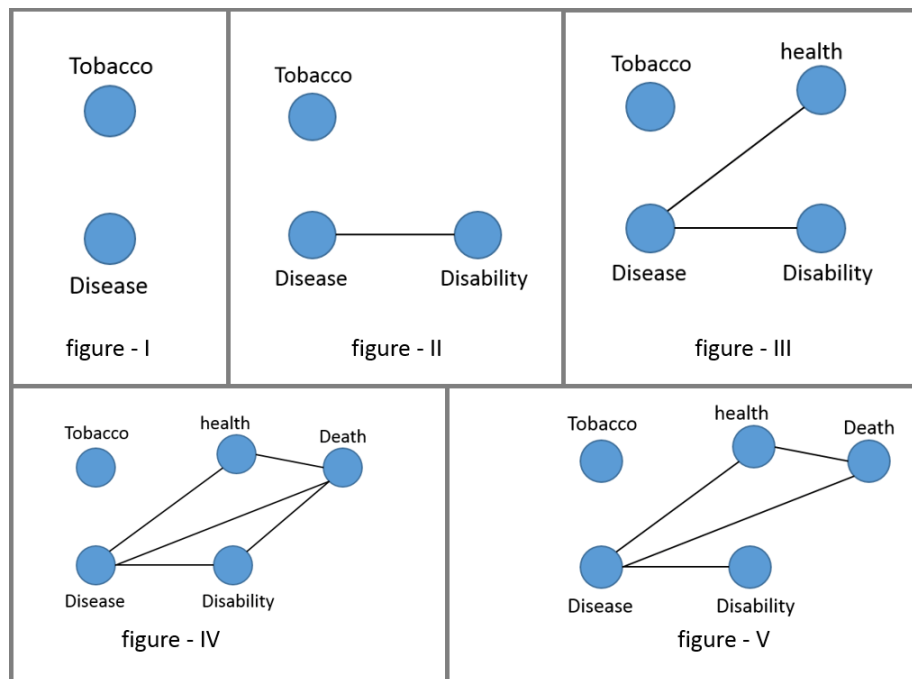 Tobacco
Disease
figure - I
Tobacco
Disease
Disability
figure - II
Tobacco
health
Disease
Disability
figure - III
Tobacco
health
Death
Disease
Disability
figure - IV
Tobacco
health
Death
Disease
Disability
figure - V